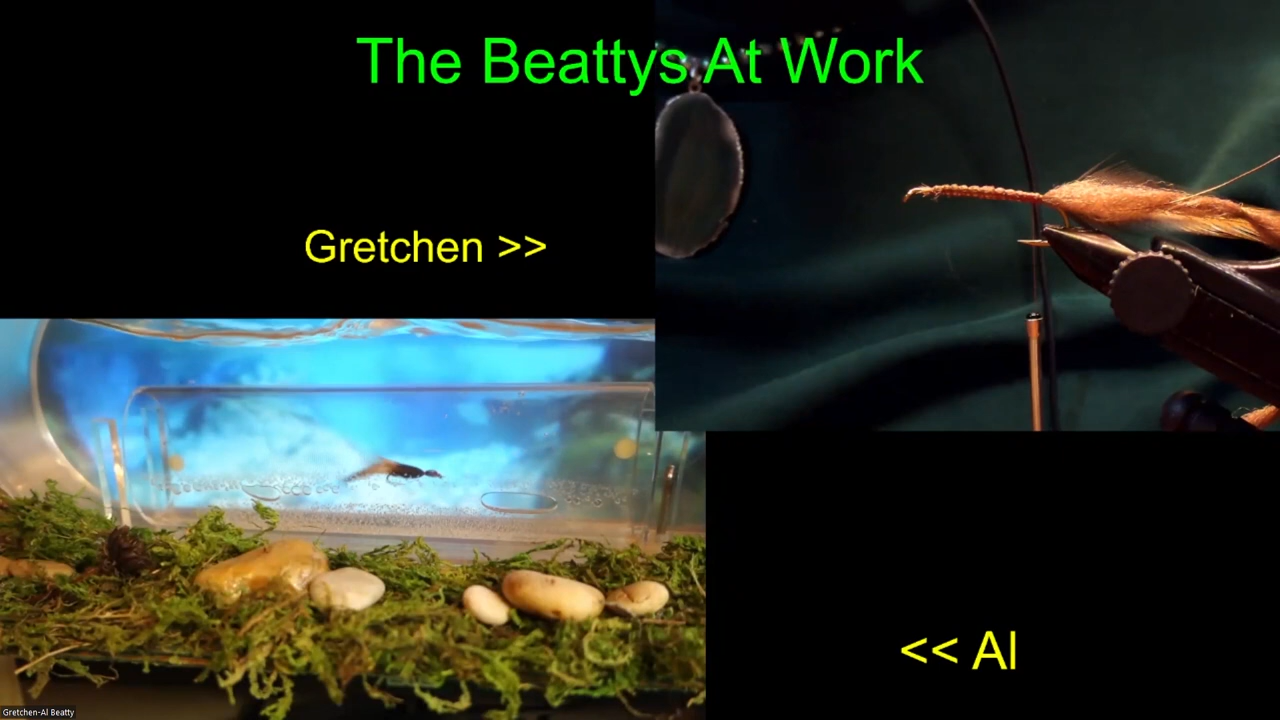 The Beattys At Work
Gretchen >>
<< Al
Gretchen-Al Beatty